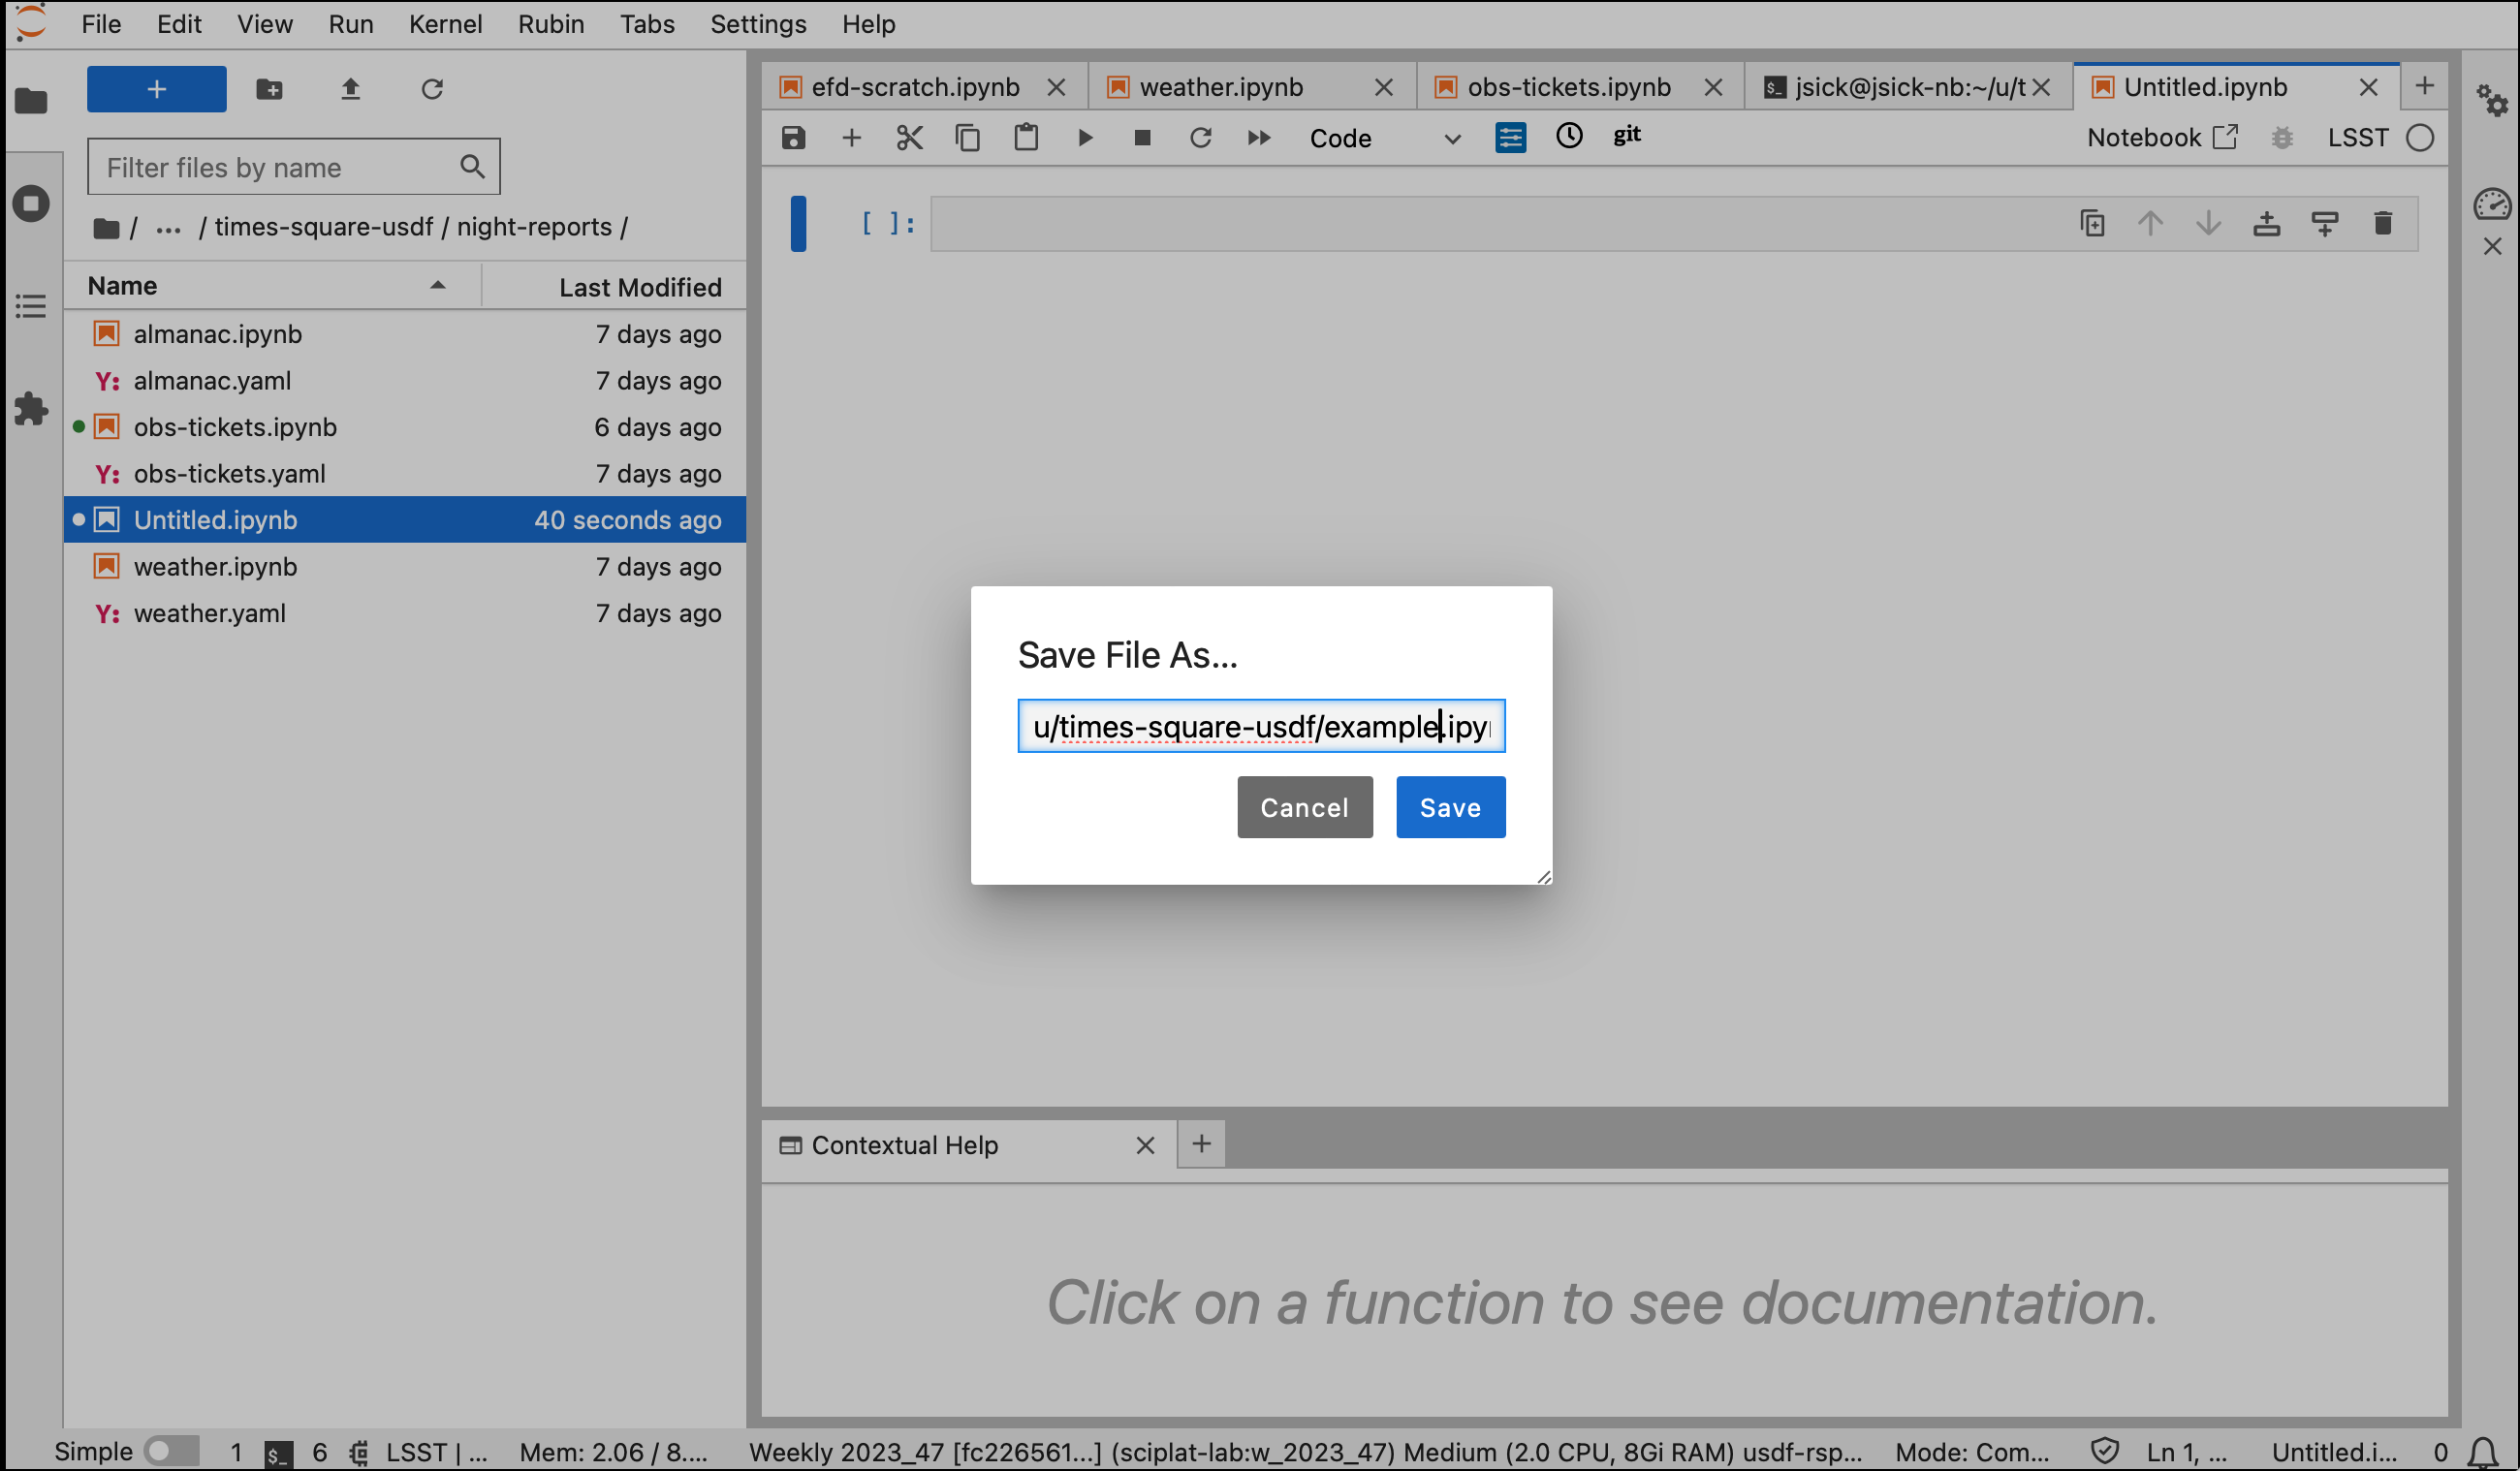 File Edit View Run Kernel Rubin Tabs Settings Help
+
Filter files by name
/ ... / times-square-usdf / night-reports /
Name Last Modified
almanac.ipynb 7 days ago
Y: almanac.yaml 7 days ago
obs-tickets.ipynb 6 days ago
Y: obs-tickets.yaml 7 days ago
Untitled.ipynb 40 seconds ago
weather.ipynb 7 days ago
Y: weather.yaml 7 days ago
efd-scratch.ipynb weather.ipynb obs-tickets.ipynb $_ jsick@jsick-nb:~/u/t Untitled.ipynb +
Code git Notebook LSST
[ ]:
Save File As...
u/times-square-usdf/example.ipy
Cancel Save
Contextual Help +
Click on a function to see documentation.
Simple 1 $_ 6 LSST | ... Mem: 2.06 / 8.... Weekly 2023_47 [fc226561...] (sciplat-lab:w_2023_47) Medium (2.0 CPU, 8Gi RAM) usdf-rsp... Mode: Com... Ln 1, ... Untitled.i... 0